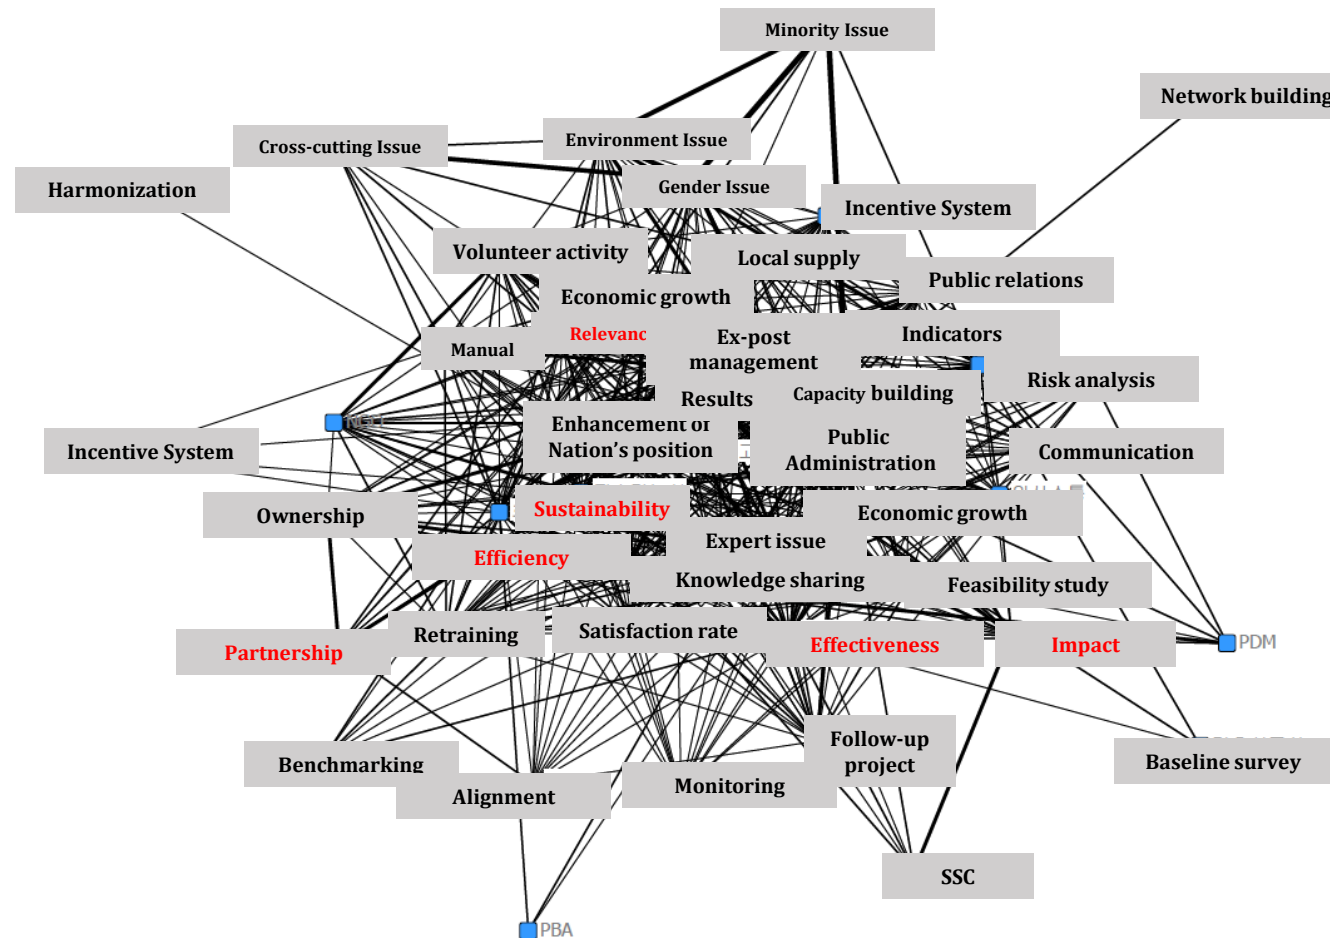 Minority Issue
Network building
Environment Issue
Cross-cutting Issue
Harmonization
Gender Issue
Incentive System
Volunteer activity
Local supply
Public relations
Economic growth
Relevanc
Ex-post
management
Indicators
Manual
Risk analysis
Results
Capacity building
NGO
Enhancement of
Nation's position
Public
Administration
Incentive System
Communication
Sustainability
Ownership
Economic growth
Expert issue
Efficiency
Knowledge sharing
Feasibility study
Retraining
Satisfaction rate
Partnership
Effectiveness
Impact
PDM
Follow-up
project
Benchmarking
Baseline survey
Alignment
Monitoring
SSC
PBA